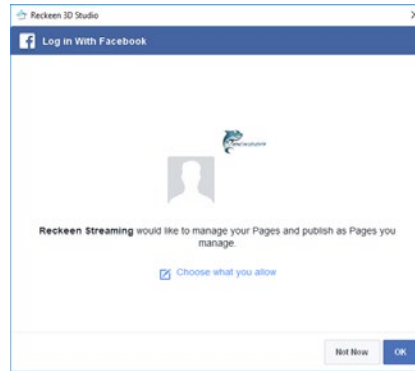 Reckeen 3D Studio
Log in With Facebook
Reckeen Streaming would like to manage your Pages and publish as Pages you
manage.
Choose what you allow
Not Now
OK